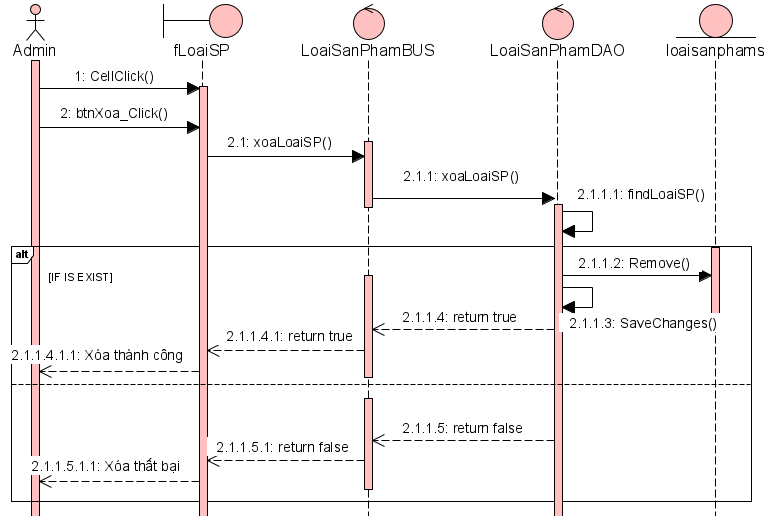 Admin
fLoaiSP
LoaiSanPhamBUS
LoaiSanPhamDAO
loaisanphams
1: CellClick()
2: btnXoa_Click()
2.1: xoaLoaiSP()
2.1.1: xoaLoaiSP()
2.1.1.1: findLoaiSP()
alt
[IF IS EXIST]
2.1.1.2: Remove()
2.1.1.3: SaveChanges()
2.1.1.4: return true
2.1.1.4.1: return true
2.1.1.4.1.1: Xóa thành công
2.1.1.5: return false
2.1.1.5.1: return false
2.1.1.5.1.1: Xóa thất bại